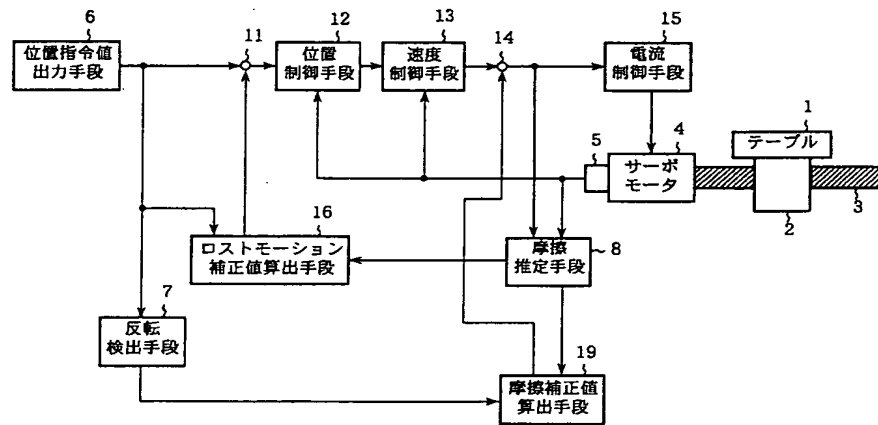 6
位置指令値
出力手段
11
12
位置
制御手段
13
速度
制御手段
14
15
電流
制御手段
1
テーブル
4
サーボ
モータ
5
2
3
16
ロストモーション
補正値算出手段
摩擦
推定手段
8
7
反転
検出手段
19
摩擦補正値
算出手段